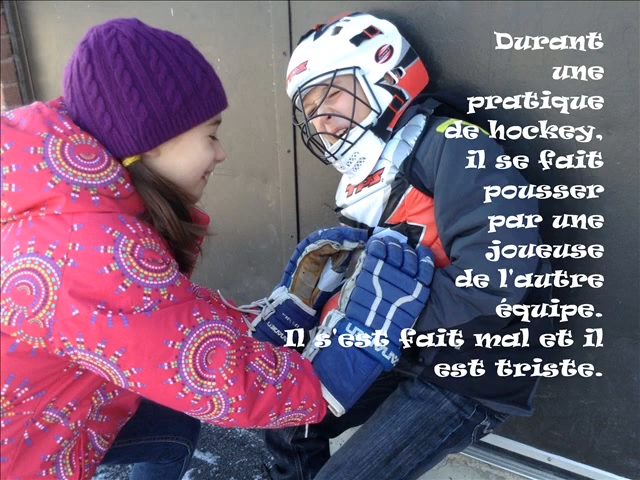 Durant
une
pratique
de hockey,
il se fait
pousser
par une
joueuse
de l'autre
équipe.
Il s'est fait mal et il
est triste.